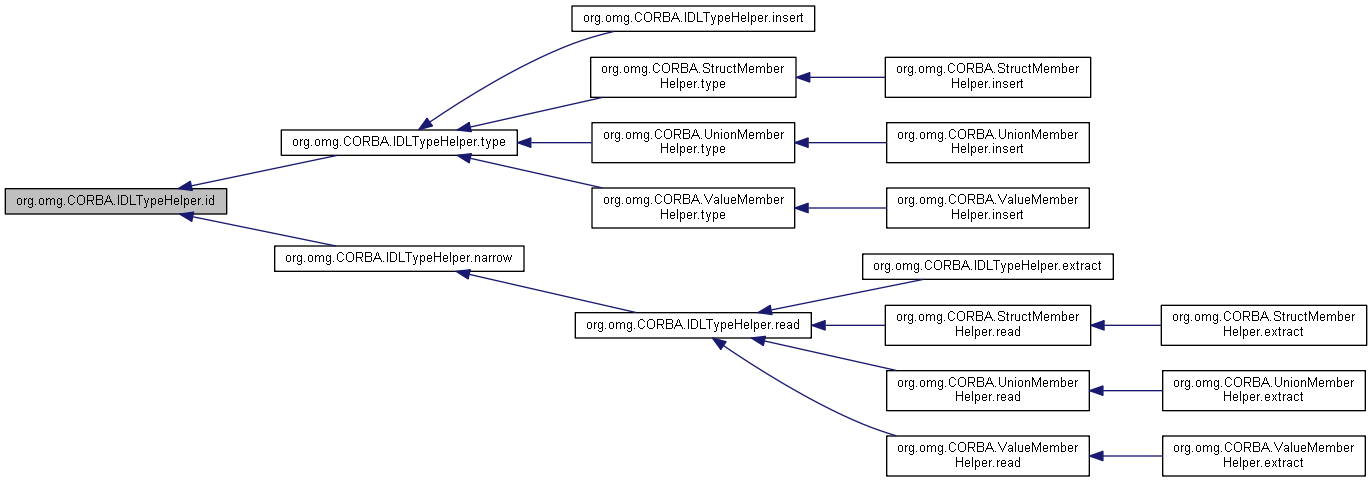 org.omg.CORBA.IDLTypeHelper.insert
org.omg.CORBA.StructMember
Helper.type
org.omg.CORBA.StructMember
Helper.insert
org.omg.CORBA.IDLTypeHelper.type
org.omg.CORBA.UnionMember
Helper.type
org.omg.CORBA.UnionMember
Helper.insert
org.omg.CORBA.IDLTypeHelper.id
org.omg.CORBA.ValueMember
Helper.type
org.omg.CORBA.ValueMember
Helper.insert
org.omg.CORBA.IDLTypeHelper.narrow
org.omg.CORBA.IDLTypeHelper.extract
org.omg.CORBA.IDLTypeHelper.read
org.omg.CORBA.StructMember
Helper.read
org.omg.CORBA.StructMember
Helper.extract
org.omg.CORBA.UnionMember
Helper.read
org.omg.CORBA.UnionMember
Helper.extract
org.omg.CORBA.ValueMember
Helper.read
org.omg.CORBA.ValueMember
Helper.extract